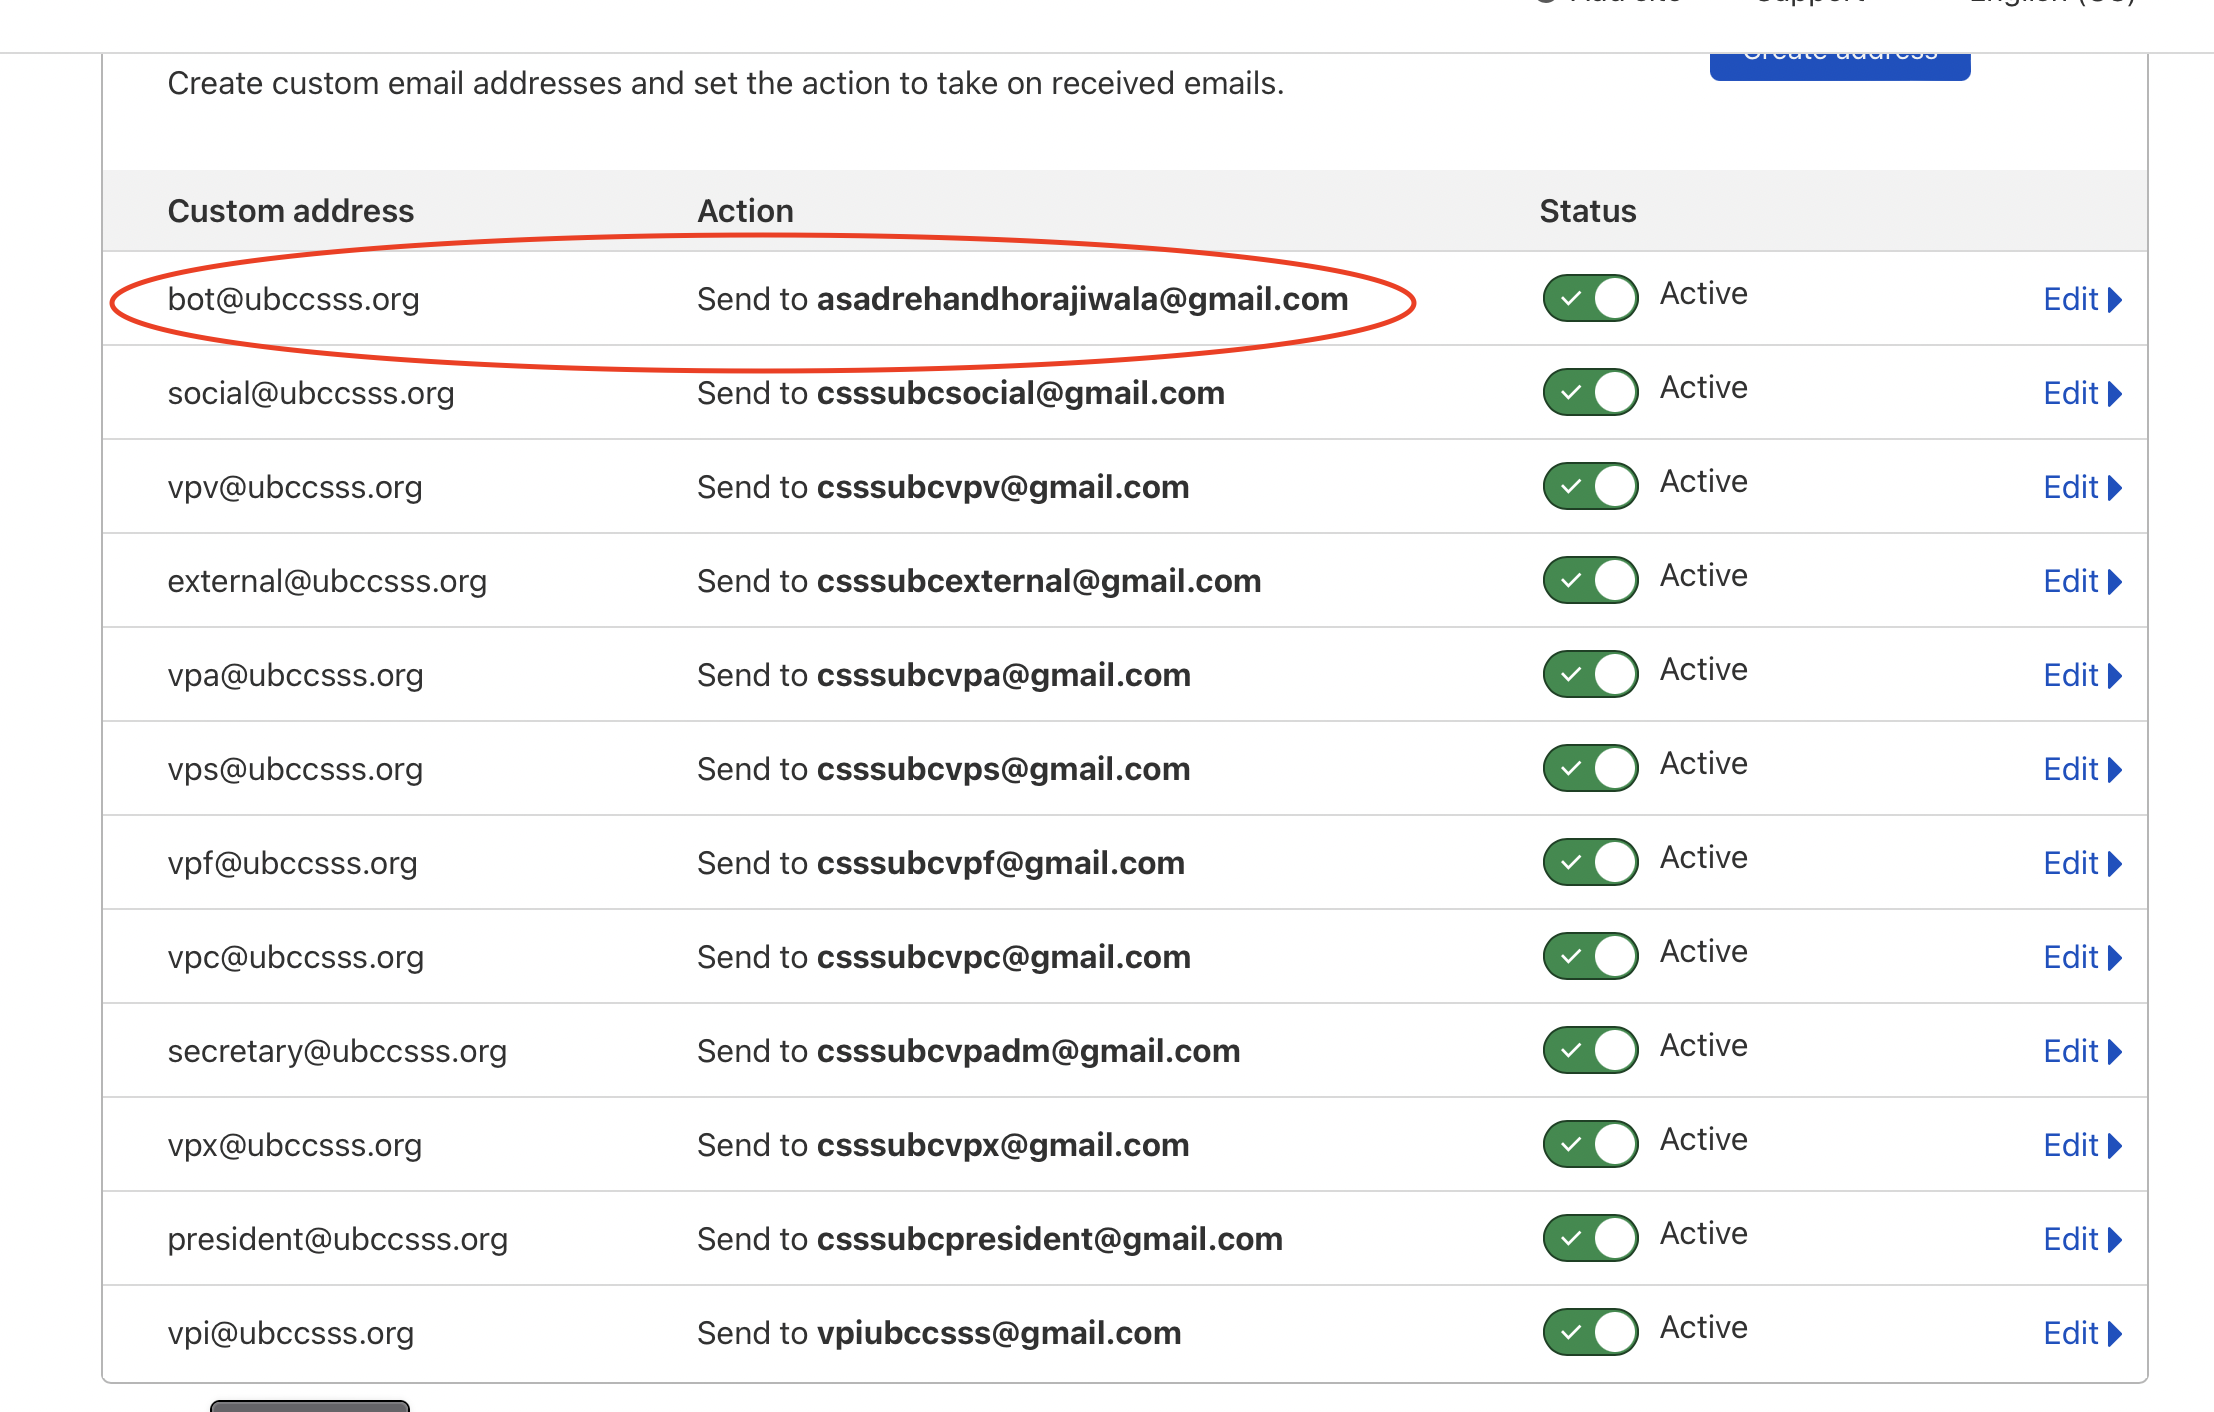 Add site Support English (US)
Create address
Create custom email addresses and set the action to take on received emails.
Custom address Action Status
bot@ubccsss.org Send to asadrehandhorajiwala@gmail.com Active Edit
social@ubccsss.org Send to csssubcsocial@gmail.com Active Edit
vpv@ubccsss.org Send to csssubcvpv@gmail.com Active Edit
external@ubccsss.org Send to csssubcexternal@gmail.com Active Edit
vpa@ubccsss.org Send to csssubcvpa@gmail.com Active Edit
vps@ubccsss.org Send to csssubcvps@gmail.com Active Edit
vpf@ubccsss.org Send to csssubcvpf@gmail.com Active Edit
vpc@ubccsss.org Send to csssubcvpc@gmail.com Active Edit
secretary@ubccsss.org Send to csssubcvpadm@gmail.com Active Edit
vpx@ubccsss.org Send to csssubcvpx@gmail.com Active Edit
president@ubccsss.org Send to csssubcpresident@gmail.com Active Edit
vpi@ubccsss.org Send to vpiubccsss@gmail.com Active Edit